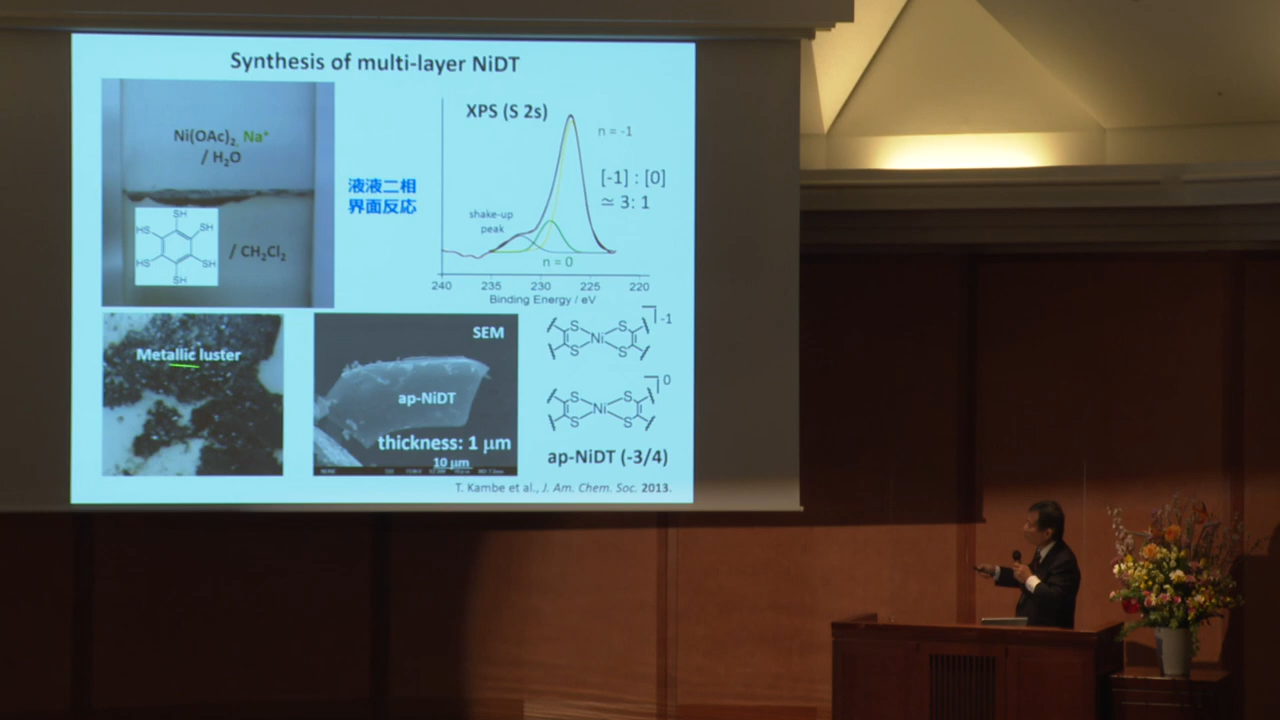 Synthesis of multi-layer NiDT
Ni(OAc)₂, Na⁺
/ H₂O
SH
HS
SH
HS
SH
SH
/ CH₂Cl₂
液液二相
界面反応
XPS (S 2s)
n = -1
[-1] : [0]
≃ 3: 1
shake-up
peak
n = 0
240 235 230 225 220
Binding Energy / eV
Metallic luster
SEM
ap-NiDT
thickness: 1 μm
10 μm
-1
S S
Ni
S S
0
S S
Ni
S S
ap-NiDT (-3/4)
T. Kambe et al., J. Am. Chem. Soc. 2013.